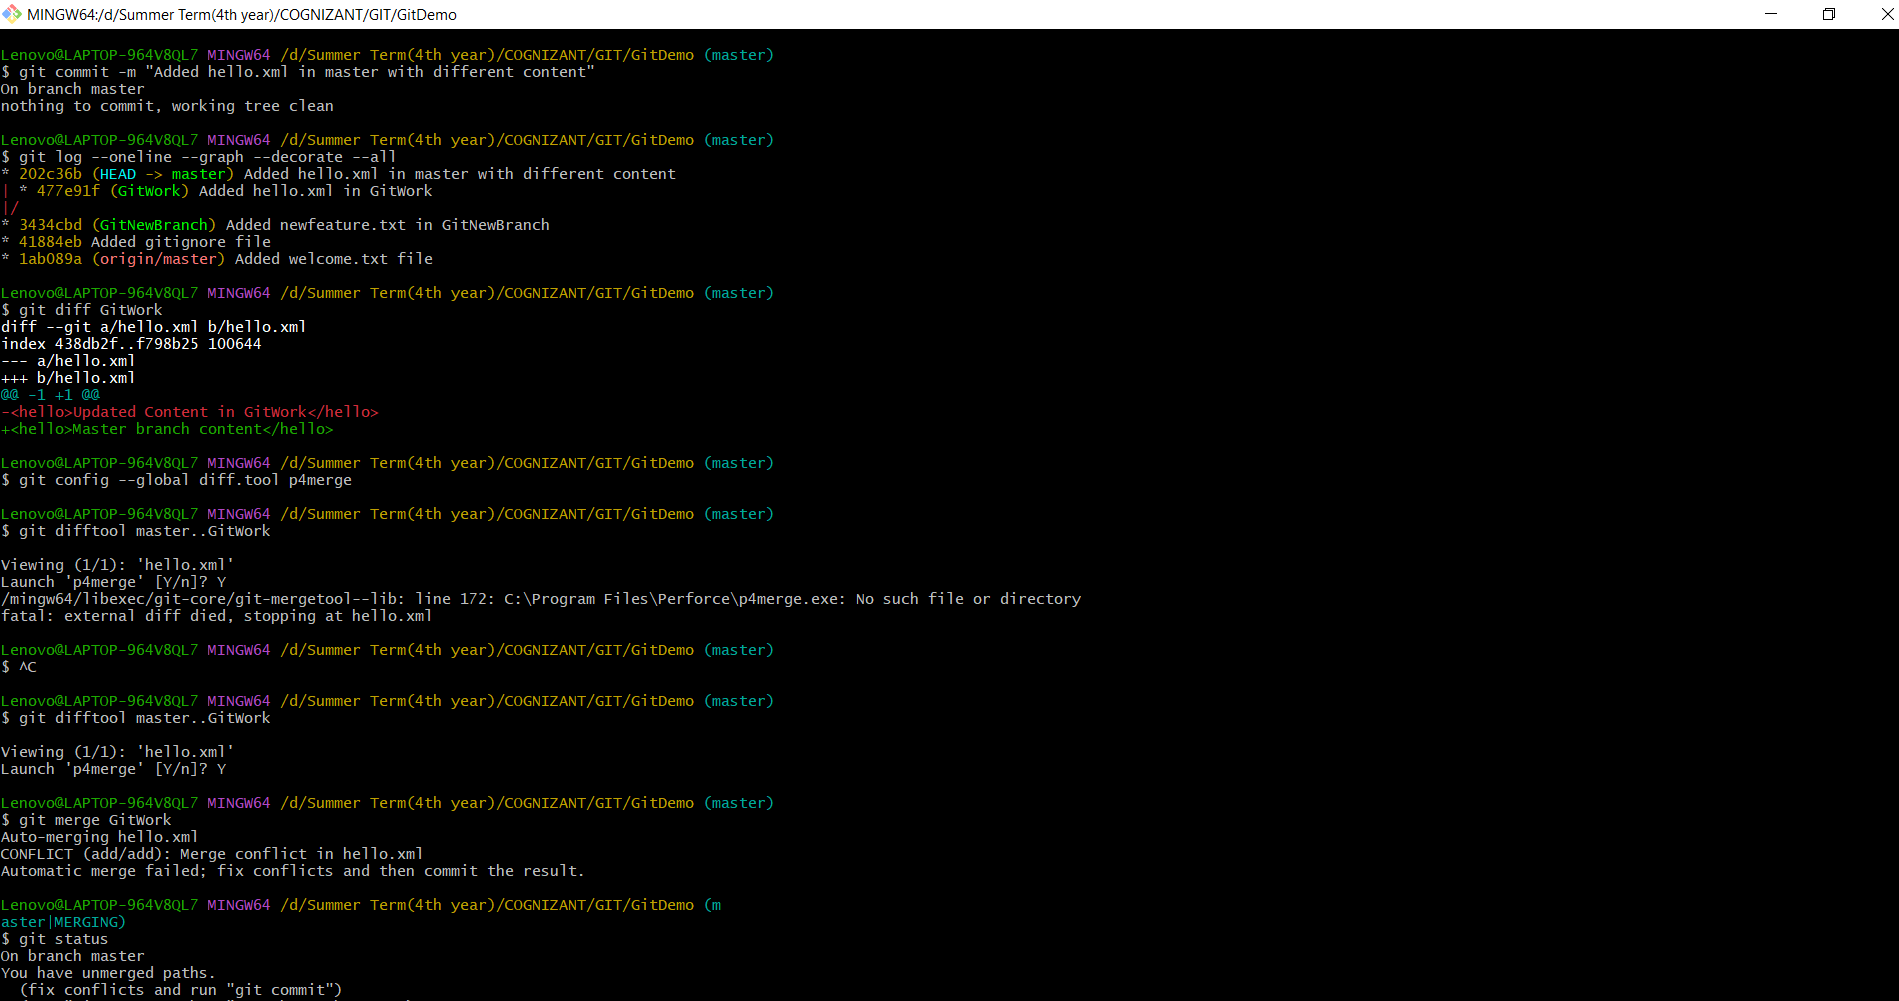 MINGW64:/d/Summer Term(4th year)/COGNIZANT/GIT/GitDemo
Lenovo@LAPTOP-964V8QL7 MINGW64 /d/Summer Term(4th year)/COGNIZANT/GIT/GitDemo (master)
$ git commit -m "Added hello.xml in master with different content"
On branch master
nothing to commit, working tree clean
Lenovo@LAPTOP-964V8QL7 MINGW64 /d/Summer Term(4th year)/COGNIZANT/GIT/GitDemo (master)
$ git log --oneline --graph --decorate --all
* 202c36b (HEAD -> master) Added hello.xml in master with different content
| * 477e91f (GitWork) Added hello.xml in GitWork
|/
* 3434cbd (GitNewBranch) Added newfeature.txt in GitNewBranch
* 41884eb Added gitignore file
* 1ab089a (origin/master) Added welcome.txt file
Lenovo@LAPTOP-964V8QL7 MINGW64 /d/Summer Term(4th year)/COGNIZANT/GIT/GitDemo (master)
$ git diff GitWork
diff --git a/hello.xml b/hello.xml
index 438db2f..f798b25 100644
--- a/hello.xml
+++ b/hello.xml
@@ -1 +1 @@
-<hello>Updated Content in GitWork</hello>
+<hello>Master branch content</hello>
Lenovo@LAPTOP-964V8QL7 MINGW64 /d/Summer Term(4th year)/COGNIZANT/GIT/GitDemo (master)
$ git config --global diff.tool p4merge
Lenovo@LAPTOP-964V8QL7 MINGW64 /d/Summer Term(4th year)/COGNIZANT/GIT/GitDemo (master)
$ git difftool master..GitWork
Viewing (1/1): 'hello.xml'
Launch 'p4merge' [Y/n]? Y
/mingw64/libexec/git-core/git-mergetool--lib: line 172: C:\Program Files\Perforce\p4merge.exe: No such file or directory
fatal: external diff died, stopping at hello.xml
Lenovo@LAPTOP-964V8QL7 MINGW64 /d/Summer Term(4th year)/COGNIZANT/GIT/GitDemo (master)
$ ^C
Lenovo@LAPTOP-964V8QL7 MINGW64 /d/Summer Term(4th year)/COGNIZANT/GIT/GitDemo (master)
$ git difftool master..GitWork
Viewing (1/1): 'hello.xml'
Launch 'p4merge' [Y/n]? Y
Lenovo@LAPTOP-964V8QL7 MINGW64 /d/Summer Term(4th year)/COGNIZANT/GIT/GitDemo (master)
$ git merge GitWork
Auto-merging hello.xml
CONFLICT (add/add): Merge conflict in hello.xml
Automatic merge failed; fix conflicts and then commit the result.
Lenovo@LAPTOP-964V8QL7 MINGW64 /d/Summer Term(4th year)/COGNIZANT/GIT/GitDemo (m
aster|MERGING)
$ git status
On branch master
You have unmerged paths.
(fix conflicts and run "git commit")